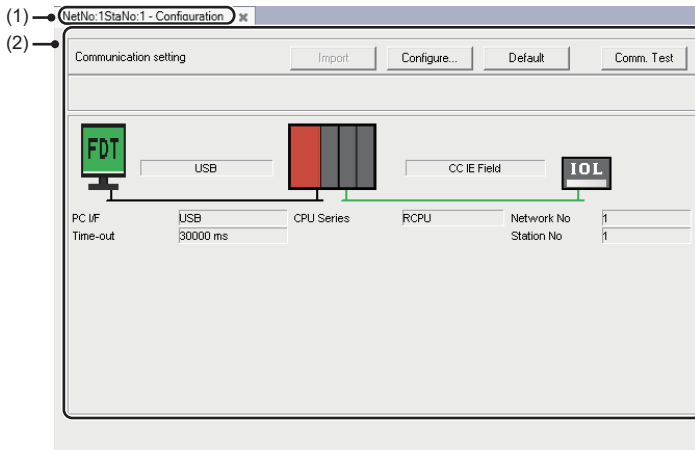 (1) NetNo:1StaNo:1 - Configuration
(2)
Communication setting Import Configure... Default Comm. Test
FDT USB CC IE Field IOL
PC I/F USB CPU Series RCPU Network No 1
Time-out 30000 ms Station No 1